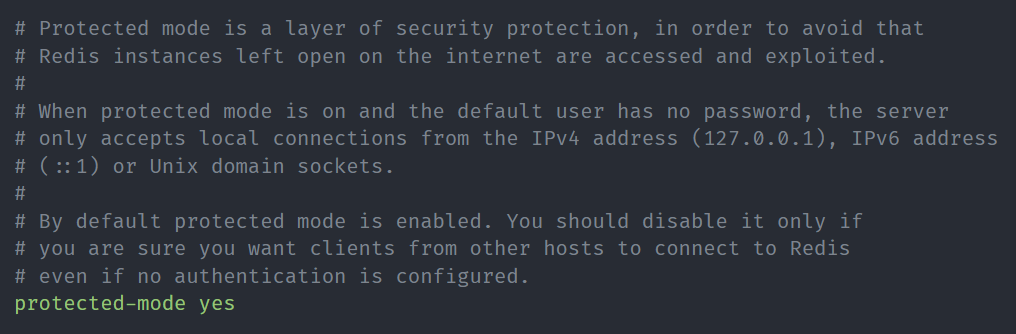 # Protected mode is a layer of security protection, in order to avoid that
# Redis instances left open on the internet are accessed and exploited.
#
# When protected mode is on and the default user has no password, the server
# only accepts local connections from the IPv4 address (127.0.0.1), IPv6 address
# (::1) or Unix domain sockets.
#
# By default protected mode is enabled. You should disable it only if
# you are sure you want clients from other hosts to connect to Redis
# even if no authentication is configured.
protected-mode yes